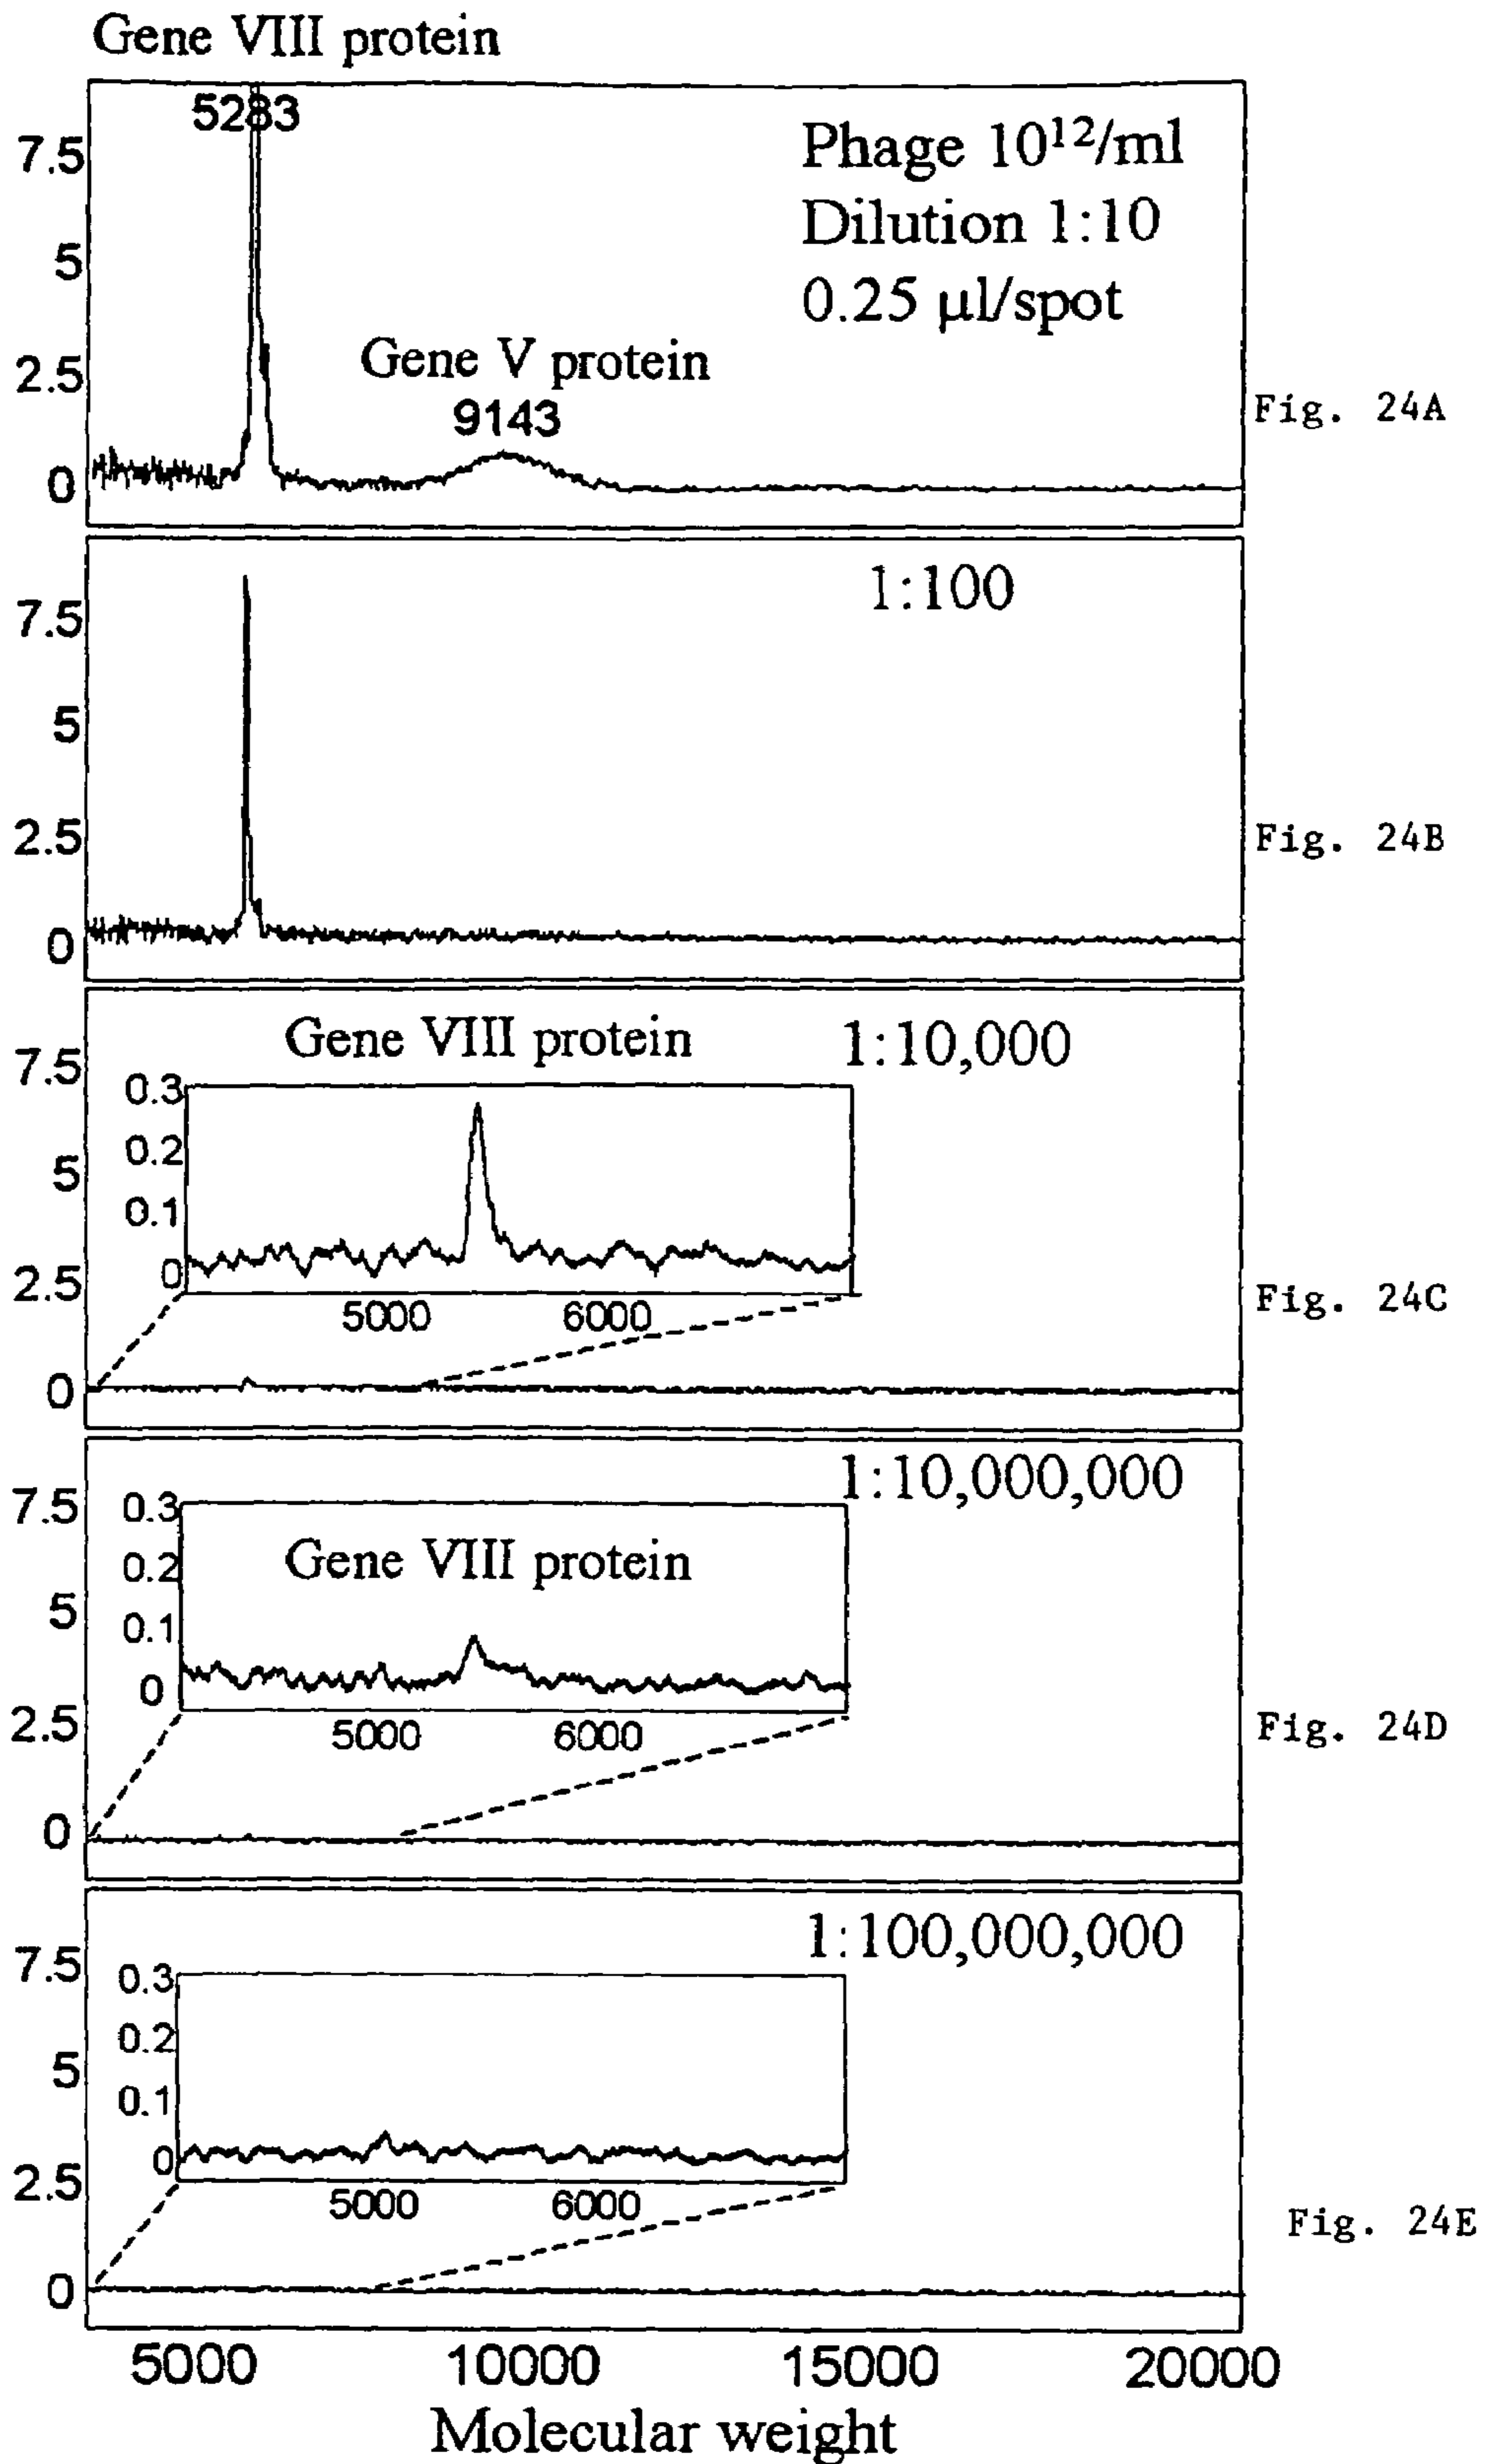 Gene VIII protein
5283
7.5
5
2.5
0
Phage 10¹²/ml
Dilution 1:10
0.25 µl/spot
Gene V protein
9143
Fig. 24A
7.5
5
2.5
0
1:100
Fig. 24B
7.5
5
2.5
0
Gene VIII protein
1:10,000
0.3
0.2
0.1
0
5000 6000
Fig. 24C
7.5
5
2.5
0
1:10,000,000
0.3
0.2
0.1
0
Gene VIII protein
5000 6000
Fig. 24D
7.5
5
2.5
0
1:100,000,000
0.3
0.2
0.1
0
5000 6000
Fig. 24E
5000 10000 15000 20000
Molecular weight